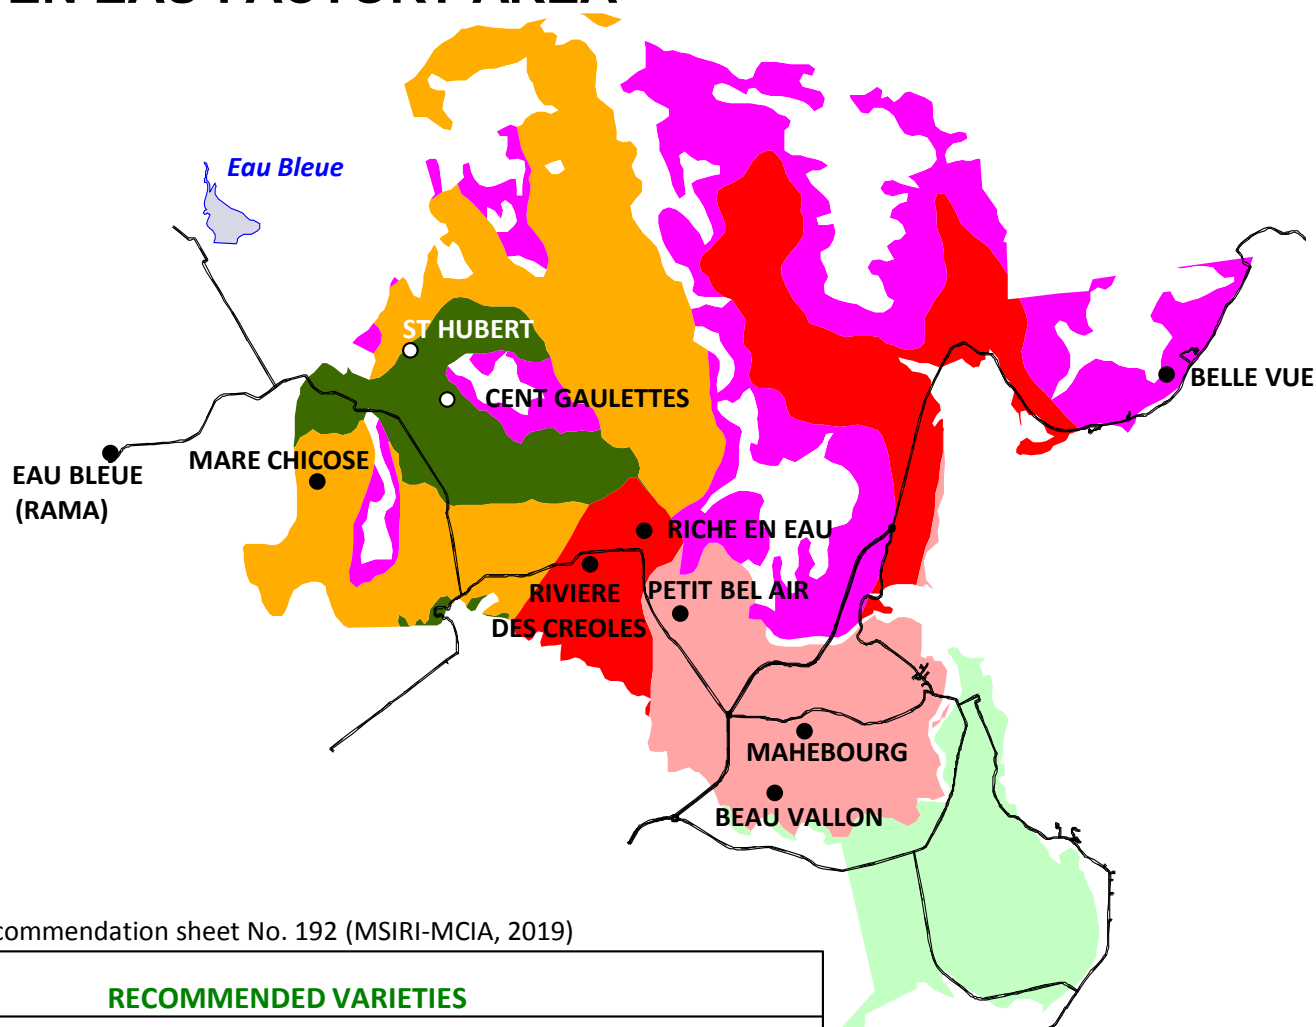 Eau Bleue
ST HUBERT
CENT GAULETTES
BELLE VUE
MARE CHICOSE
EAU BLEUE
(RAMA)
RICHE EN EAU
RIVIERE
DES CREOLES
PETIT BEL AIR
MAHEBOURG
BEAU VALLON
sheet No. 192 (MSIRI-MCIA, 2019)
RECOMMENDED VARIETIES